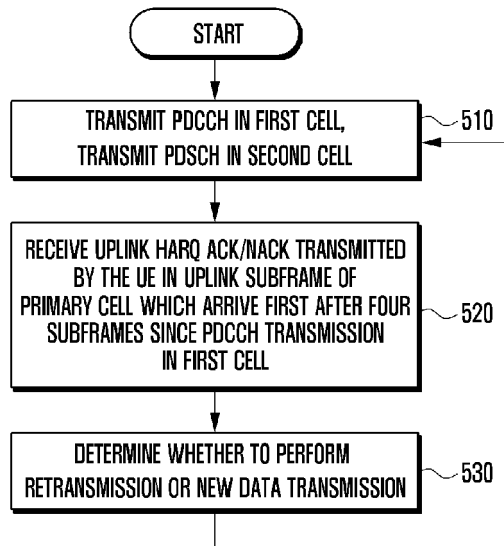 START
TRANSMIT PDCCH IN FIRST CELL,
TRANSMIT PDSCH IN SECOND CELL
510
RECEIVE UPLINK HARQ ACK/NACK TRANSMITTED
BY THE UE IN UPLINK SUBFRAME OF
PRIMARY CELL WHICH ARRIVE FIRST AFTER FOUR
SUBFRAMES SINCE PDCCH TRANSMISSION
IN FIRST CELL
520
DETERMINE WHETHER TO PERFORM
RETRANSMISSION OR NEW DATA TRANSMISSION
530